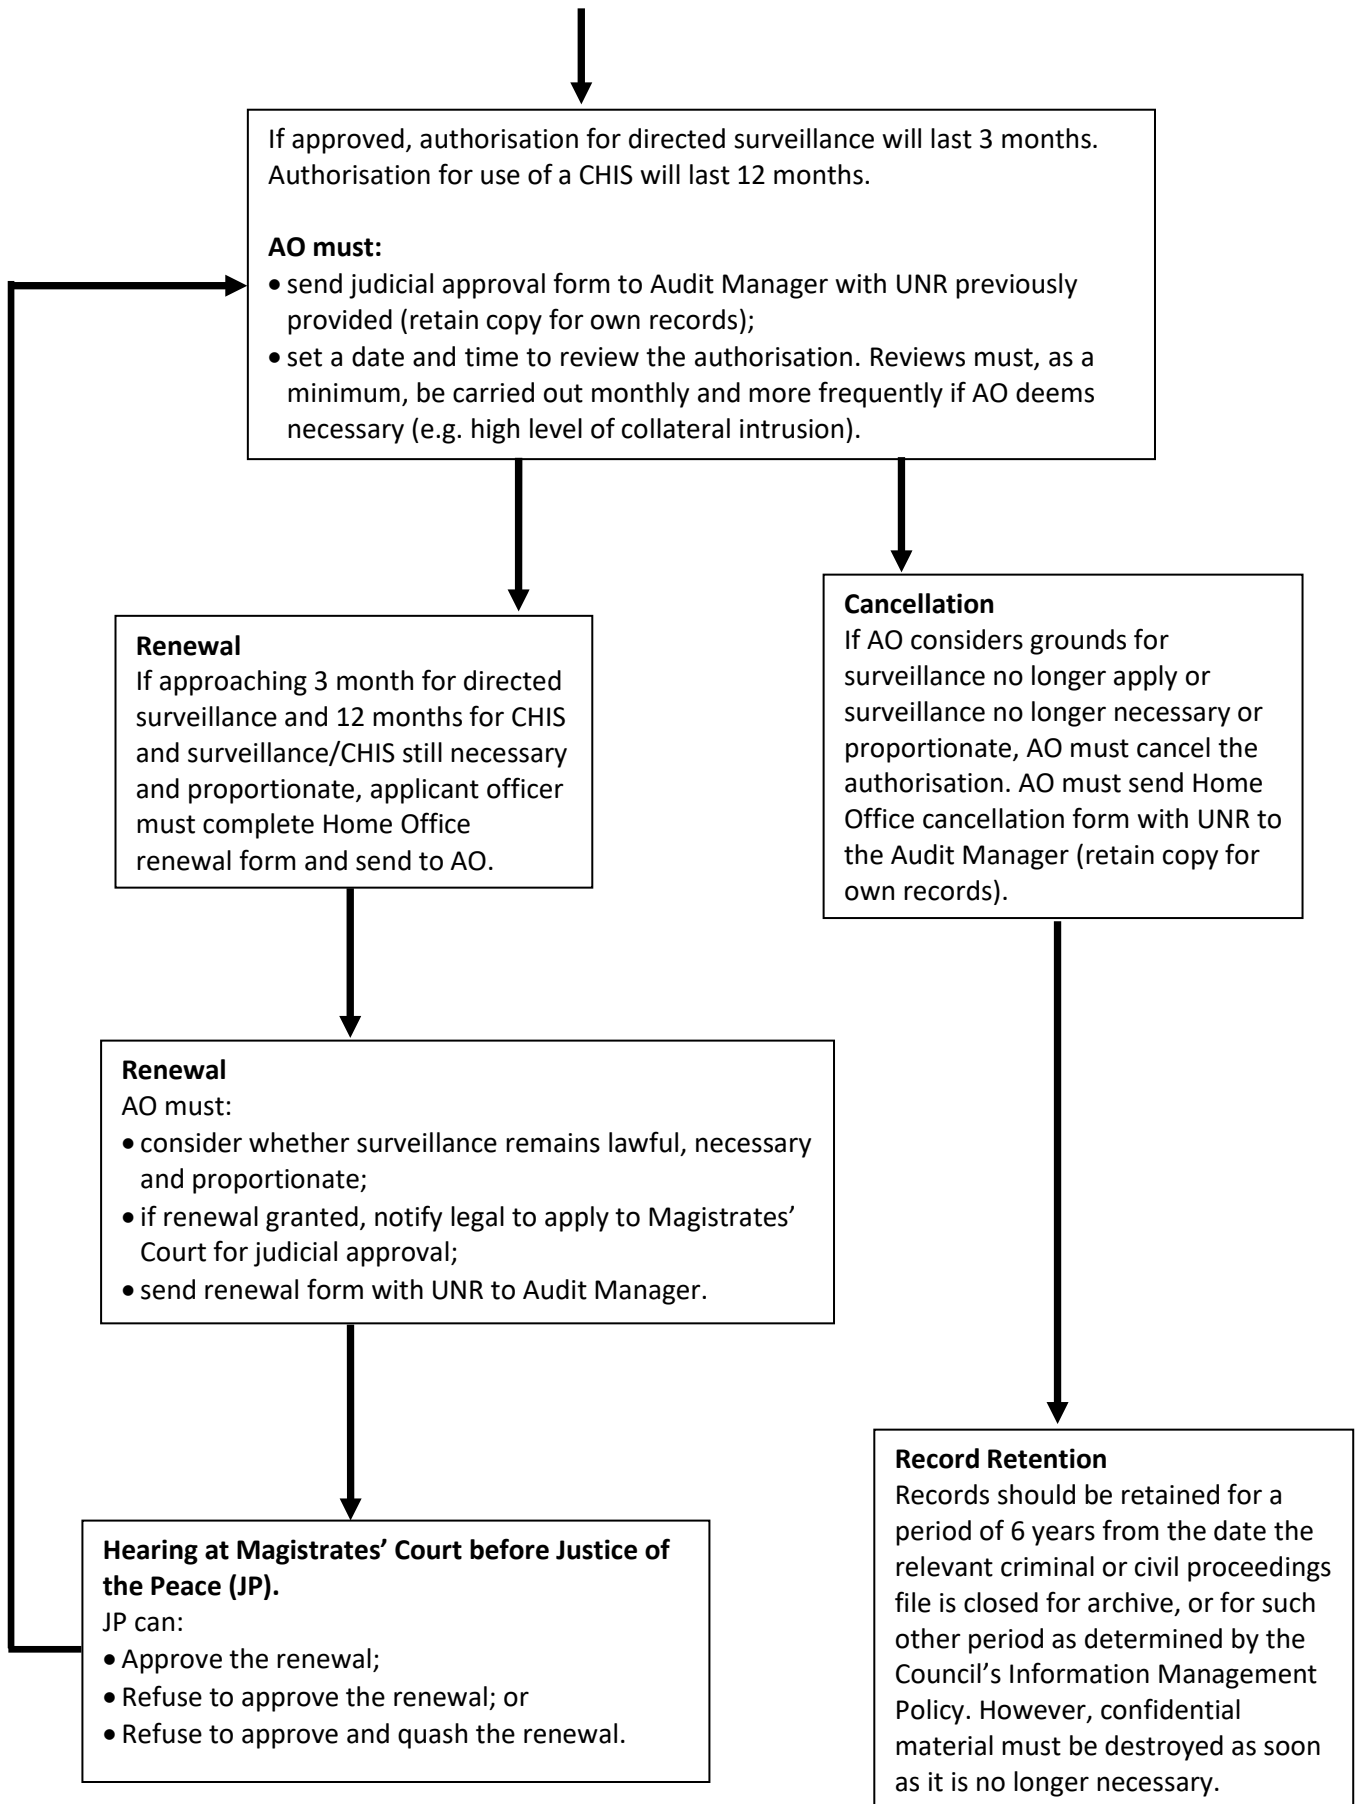 If approved, authorisation for directed surveillance will last 3 months.
Authorisation for use of a CHIS will last 12 months.
AO must:
• send judicial approval form to Audit Manager with UNR previously
provided (retain copy for own records);
• set a date and time to review the authorisation. Reviews must, as a
minimum, be carried out monthly and more frequently if AO deems
necessary (e.g. high level of collateral intrusion).
Renewal
If approaching 3 month for directed
surveillance and 12 months for CHIS
and surveillance/CHIS still necessary
and proportionate, applicant officer
must complete Home Office
renewal form and send to AO.
Cancellation
If AO considers grounds for
surveillance no longer apply or
surveillance no longer necessary or
proportionate, AO must cancel the
authorisation. AO must send Home
Office cancellation form with UNR to
the Audit Manager (retain copy for
own records).
Renewal
AO must:
• consider whether surveillance remains lawful, necessary
and proportionate;
• if renewal granted, notify legal to apply to Magistrates’
Court for judicial approval;
• send renewal form with UNR to Audit Manager.
Hearing at Magistrates’ Court before Justice of
the Peace (JP).
JP can:
• Approve the renewal;
• Refuse to approve the renewal; or
• Refuse to approve and quash the renewal.
Record Retention
Records should be retained for a
period of 6 years from the date the
relevant criminal or civil proceedings
file is closed for archive, or for such
other period as determined by the
Council’s Information Management
Policy. However, confidential
material must be destroyed as soon
as it is no longer necessary.